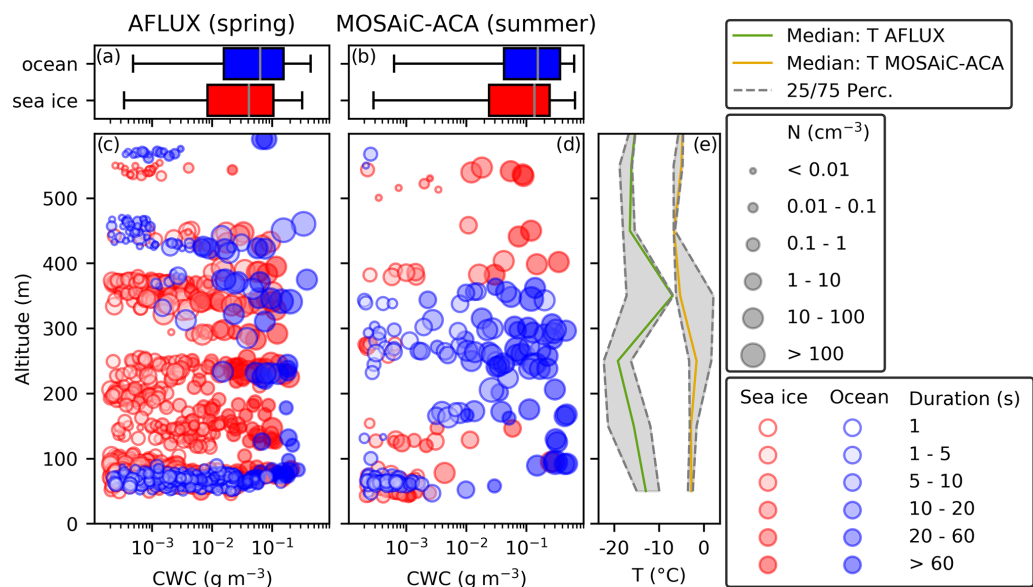 AFLUX (spring)
MOSAiC-ACA (summer)
(a)
(b)
ocean
sea ice
Median: T AFLUX
Median: T MOSAiC-ACA
25/75 Perc.
(c)
(d)
(e)
Altitude (m)
500
400
300
200
100
0
10⁻³
10⁻²
10⁻¹
CWC (g m⁻³)
10⁻³
10⁻²
10⁻¹
CWC (g m⁻³)
-20
-10
0
T (°C)
N (cm⁻³)
< 0.01
0.01 - 0.1
0.1 - 1
1 - 10
10 - 100
> 100
Sea ice Ocean Duration (s)
1
1 - 5
5 - 10
10 - 20
20 - 60
> 60